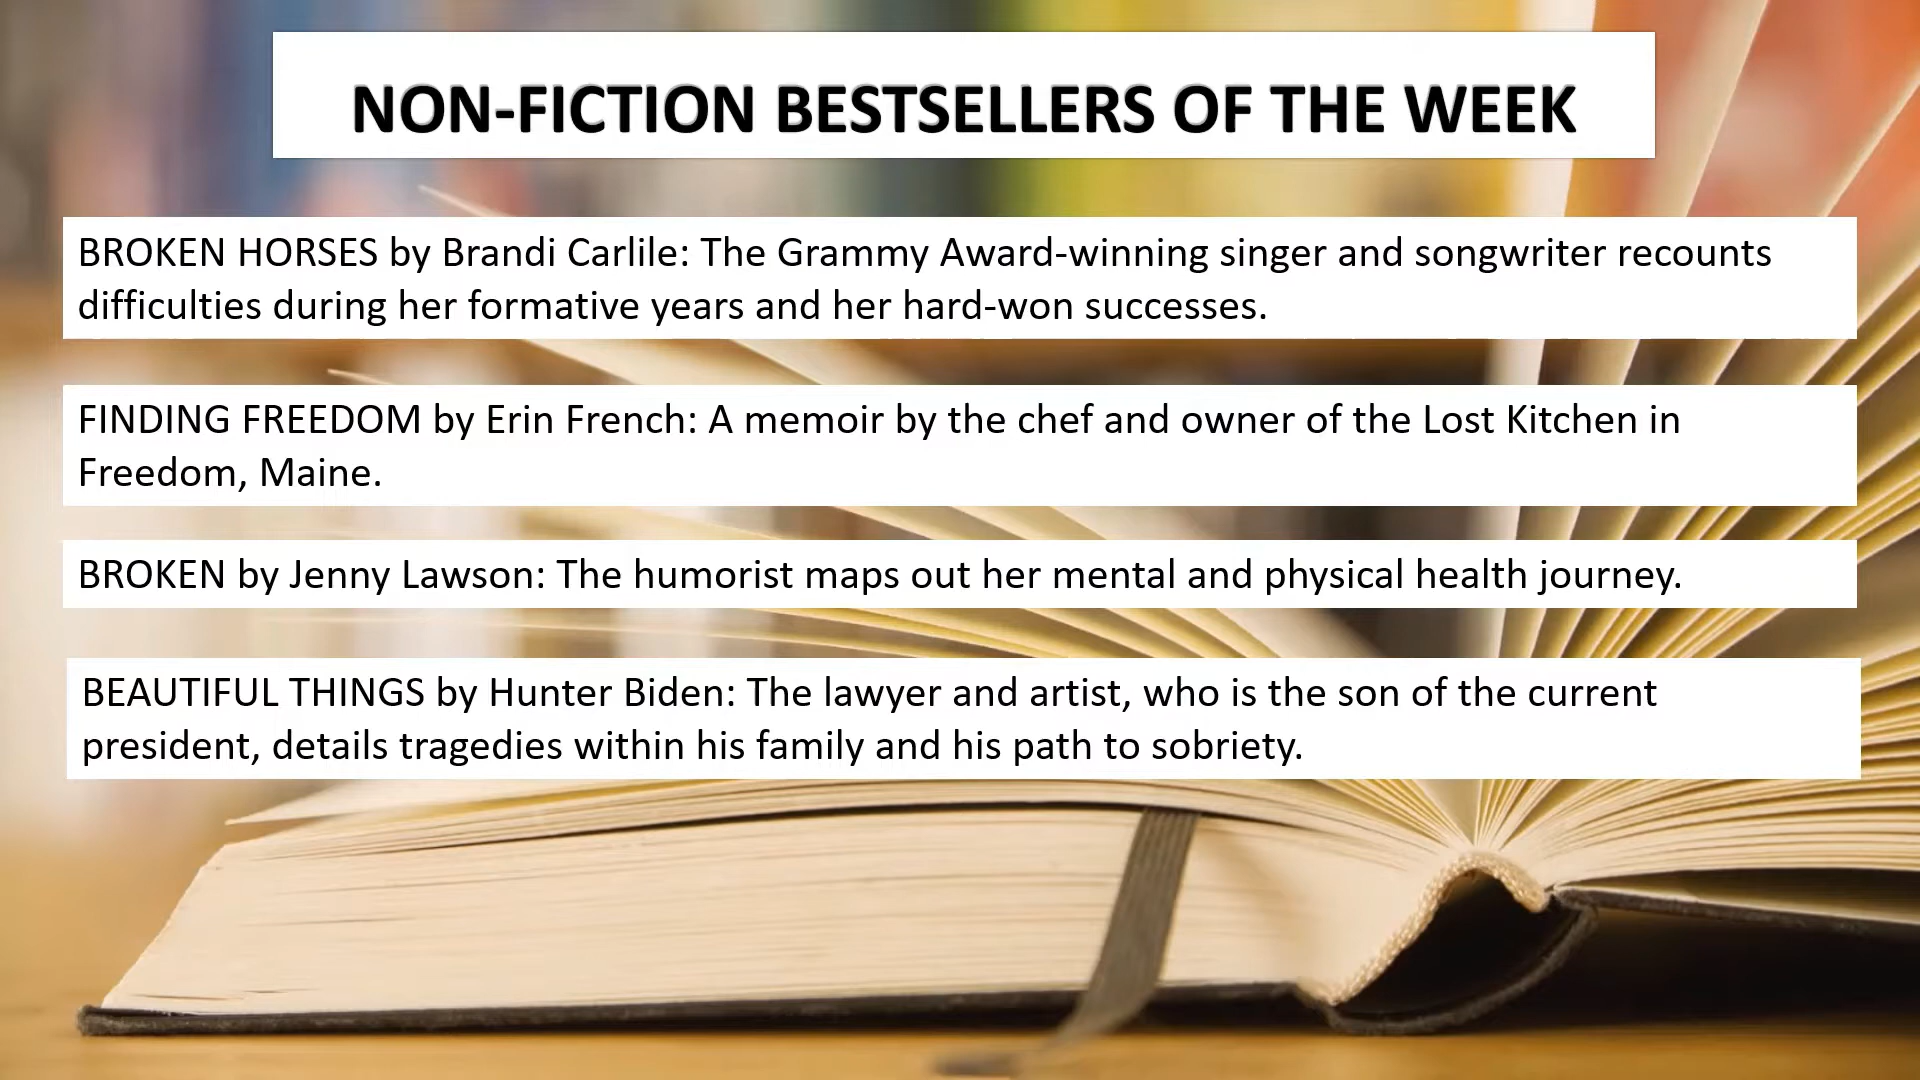 NON-FICTION BESTSELLERS OF THE WEEK
BROKEN HORSES by Brandi Carlile: The Grammy Award-winning singer and songwriter recounts
difficulties during her formative years and her hard-won successes.
FINDING FREEDOM by Erin French: A memoir by the chef and owner of the Lost Kitchen in
Freedom, Maine.
BROKEN by Jenny Lawson: The humorist maps out her mental and physical health journey.
BEAUTIFUL THINGS by Hunter Biden: The lawyer and artist, who is the son of the current
president, details tragedies within his family and his path to sobriety.